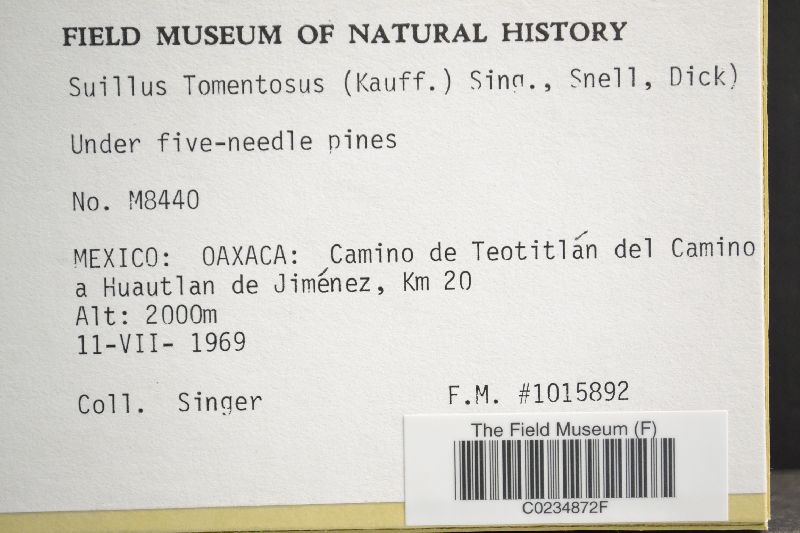 FIELD MUSEUM OF NATURAL HISTORY
Suillus Tomentosus (Kauff.) Sing., Snell, Dick)
Under five-needle pines
No. M8440
MEXICO: OAXACA: Camino de Teotitlán del Camino
a Huautlan de Jiménez, Km 20
Alt: 2000m
11-VII- 1969
Coll. Singer F.M. #1015892
The Field Museum (F)
C0234872F